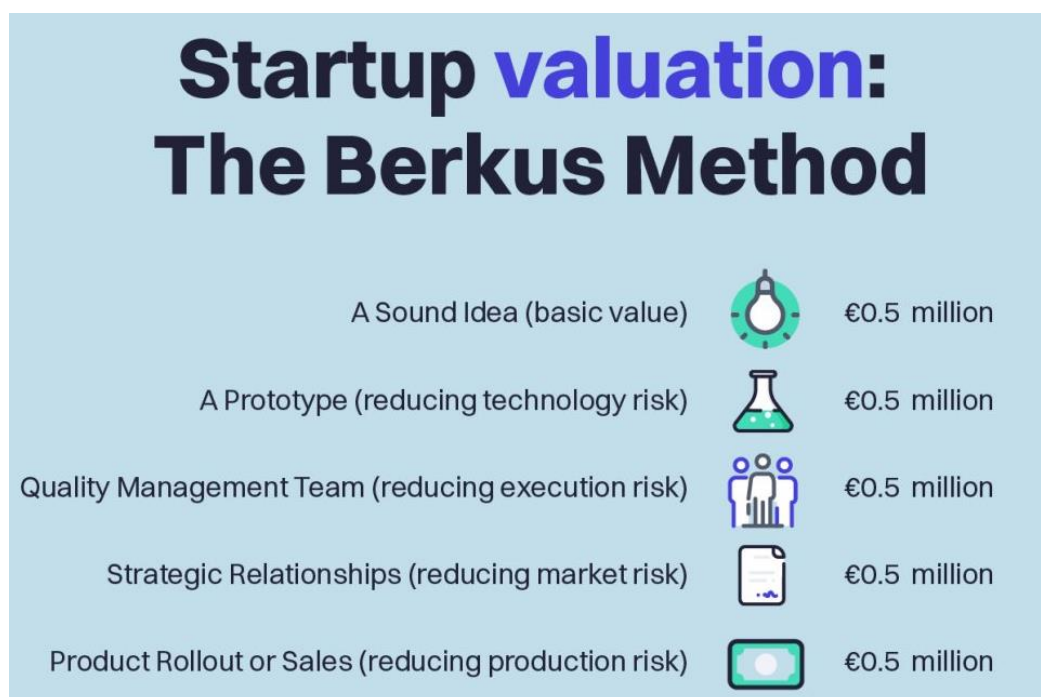 Startup valuation:
The Berkus Method
A Sound Idea (basic value) €0.5 million
A Prototype (reducing technology risk) €0.5 million
Quality Management Team (reducing execution risk) €0.5 million
Strategic Relationships (reducing market risk) €0.5 million
Product Rollout or Sales (reducing production risk) €0.5 million